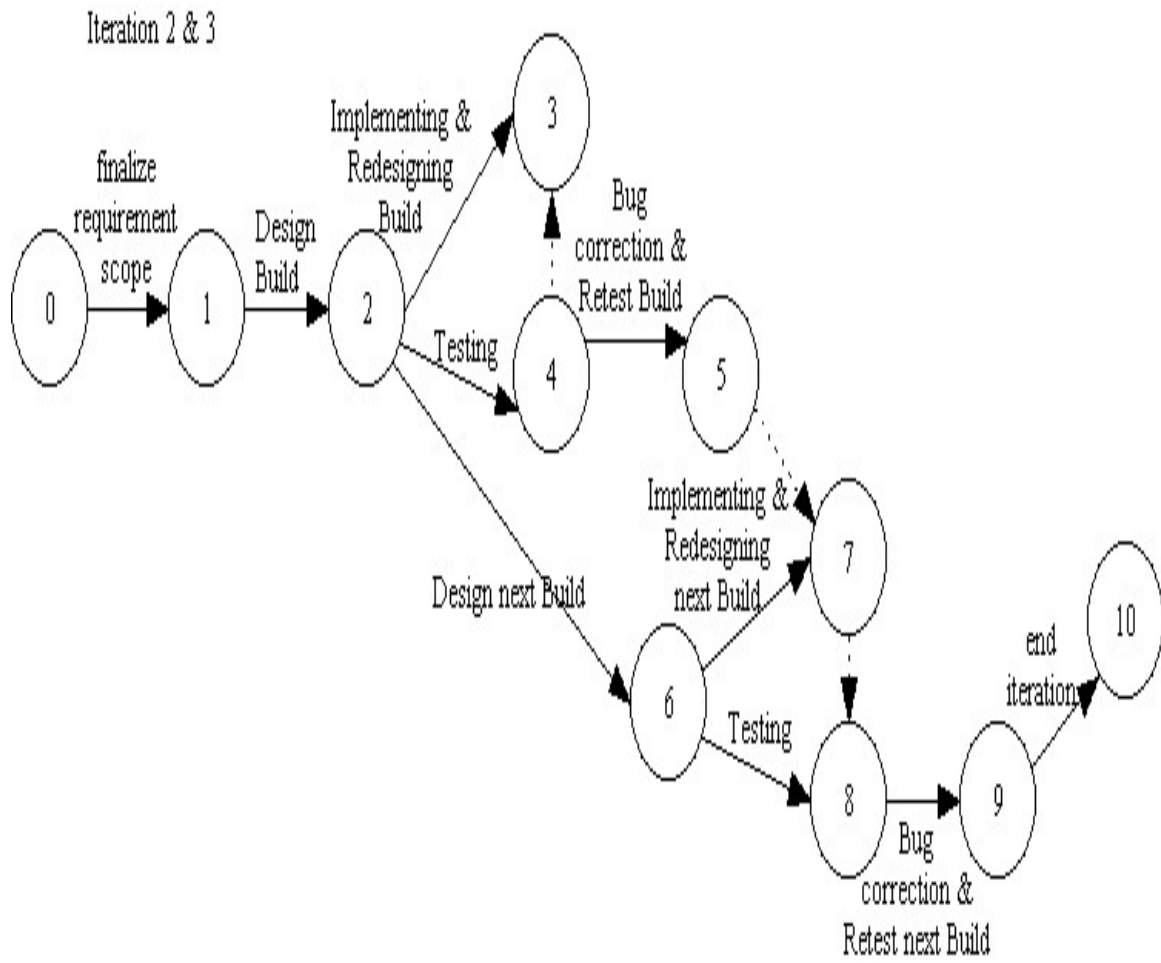 Iteration 2 & 3
finalize
requirement
scope
Design
Build
Implementing &
Redesigning
Build
Bug
correction &
Retest Build
Testing
0
1
2
3
4
5
Implementing &
Redesigning
next Build
Design next Build
Testing
6
7
8
9
10
end
iteration
Bug
correction &
Retest next Build